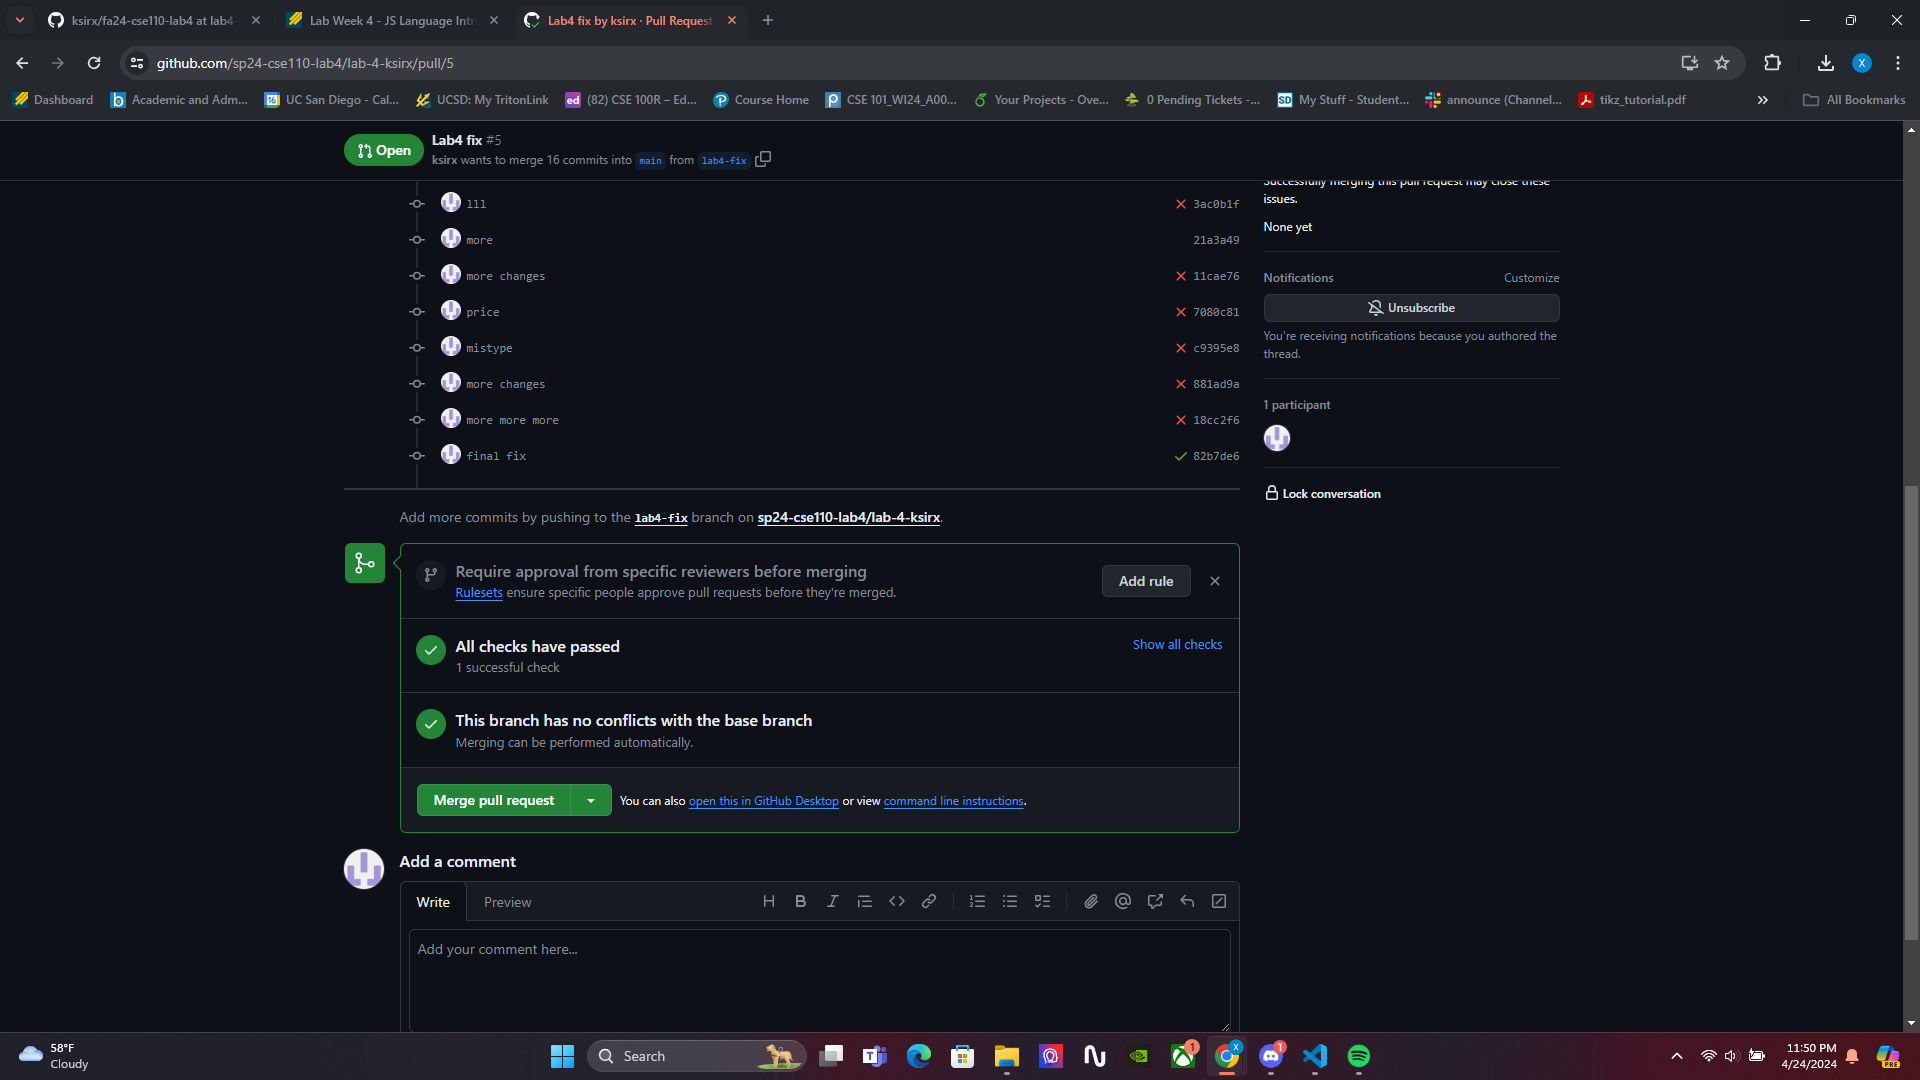 ksirx/fa24-cse110-lab4 at lab4-
Lab Week 4 - JS Language Intr
Lab4 fix by ksirx · Pull Request
github.com/sp24-cse110-lab4/lab-4-ksirx/pull/5
Dashboard
Academic and Adm...
UC San Diego - Cal...
UCSD: My TritonLink
(82) CSE 100R – Ed...
Course Home
CSE 101_WI24_A00...
Your Projects - Ove...
0 Pending Tickets -...
My Stuff - Student...
announce (Channel...
tikz_tutorial.pdf
All Bookmarks
Open
Lab4 fix #5
ksirx wants to merge 16 commits into main from lab4-fix
lll 3ac0b1f
more 21a3a49
more changes 11cae76
price 7080c81
mistype c9395e8
more changes 881ad9a
more more more 18cc2f6
final fix 82b7de6
Successfully merging this pull request may close these
issues.
None yet
Notifications Customize
Unsubscribe
You're receiving notifications because you authored the
thread.
1 participant
Lock conversation
Add more commits by pushing to the lab4-fix branch on sp24-cse110-lab4/lab-4-ksirx.
Require approval from specific reviewers before merging
Rulesets ensure specific people approve pull requests before they're merged.
Add rule
All checks have passed
1 successful check
Show all checks
This branch has no conflicts with the base branch
Merging can be performed automatically.
Merge pull request
You can also open this in GitHub Desktop or view command line instructions.
Add a comment
Write Preview
Add your comment here...
58°F
Cloudy
Search
11:50 PM
4/24/2024